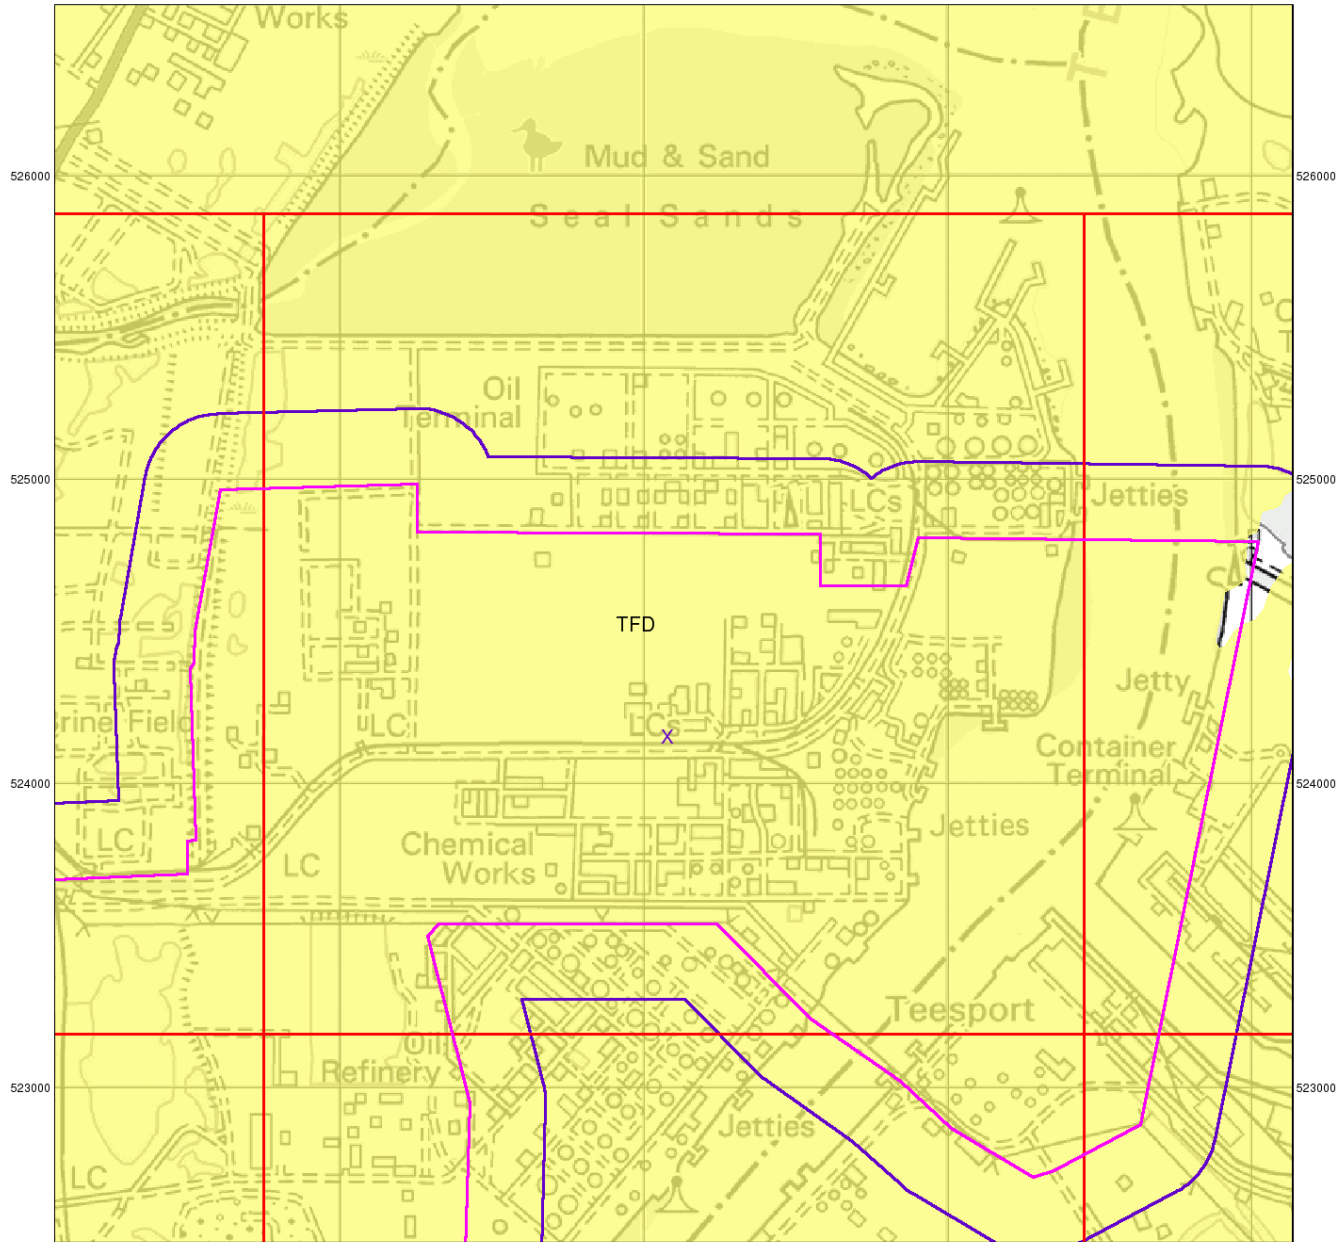 Works
T E
Mud & Sand
526000
526000
Seal Sands
Oil
Terminal
525000
525000
LCs
Jetties
TFD
Jetty
Brine Field
LC
LCs
X
Container
Terminal
524000
524000
LC
Chemical
Works
Jetties
LC
Teesport
Oil
Refinery
523000
523000
Jetties
LC